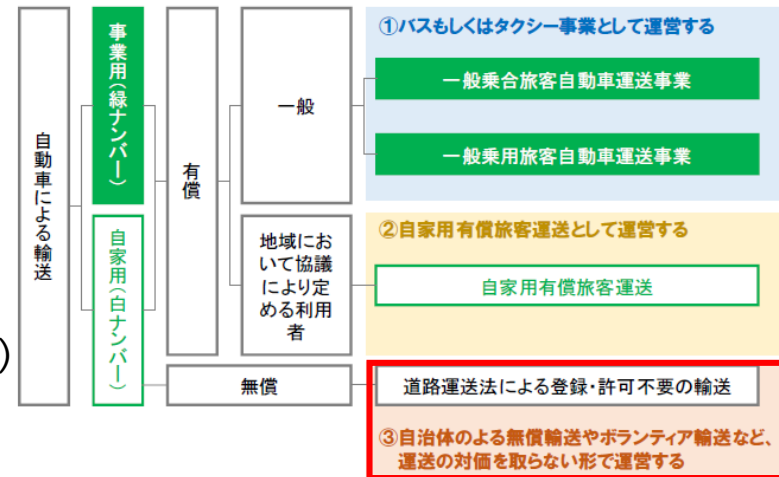 自動車による輸送
事業用（緑ナンバー）
自家用（白ナンバー）
)
有償
無償
一般
地域にお
いて協議
により定
める利用
者
①バスもしくはタクシー事業として運営する
一般乗合旅客自動車運送事業
一般乗用旅客自動車運送事業
②自家用有償旅客運送として運営する
自家用有償旅客運送
道路運送法による登録・許可不要の輸送
③自治体のよる無償輸送やボランティア輸送など、
運送の対価を取らない形で運営する